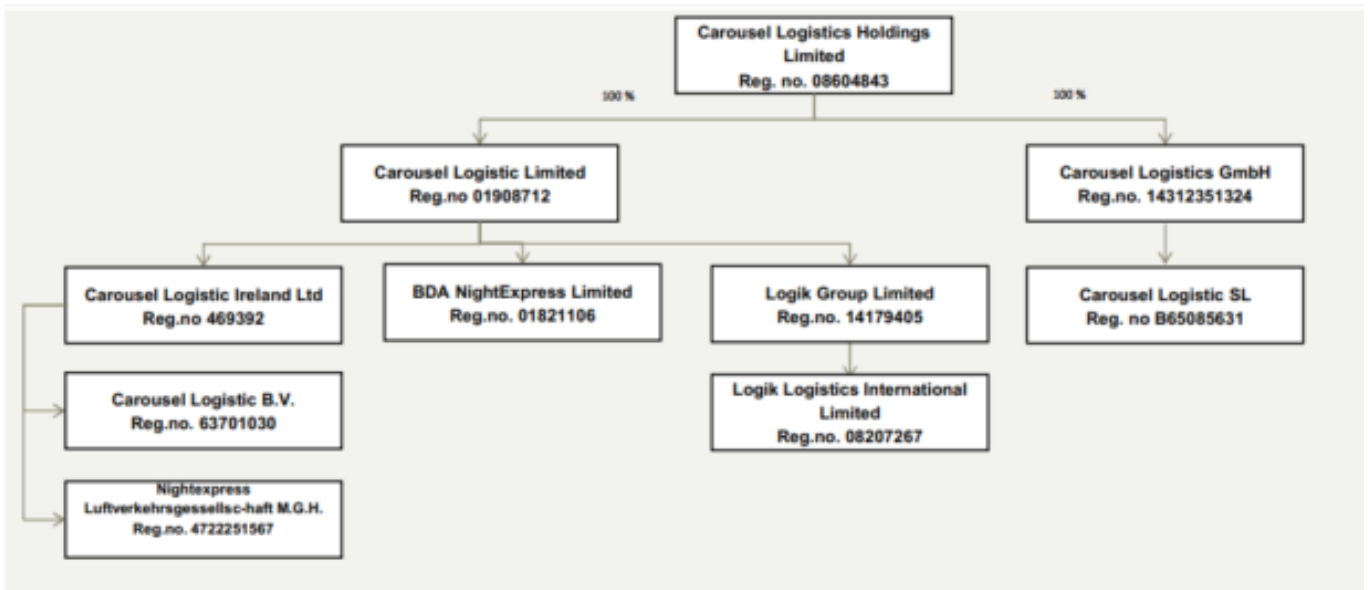 Carousel Logistics Holdings
Limited
Reg. no. 08604843
100 %
100 %
Carousel Logistic Limited
Reg.no 01908712
Carousel Logistics GmbH
Reg.no. 14312351324
Carousel Logistic Ireland Ltd
Reg.no 469392
BDA NightExpress Limited
Reg.no. 01821106
Logik Group Limited
Reg.no. 14179405
Carousel Logistic SL
Reg. no B65085631
Carousel Logistic B.V.
Reg.no. 63701030
Logik Logistics International
Limited
Reg.no. 08207267
Nightexpress
Luftverkehrsgessellsc-haft M.G.H.
Reg.no. 4722251567